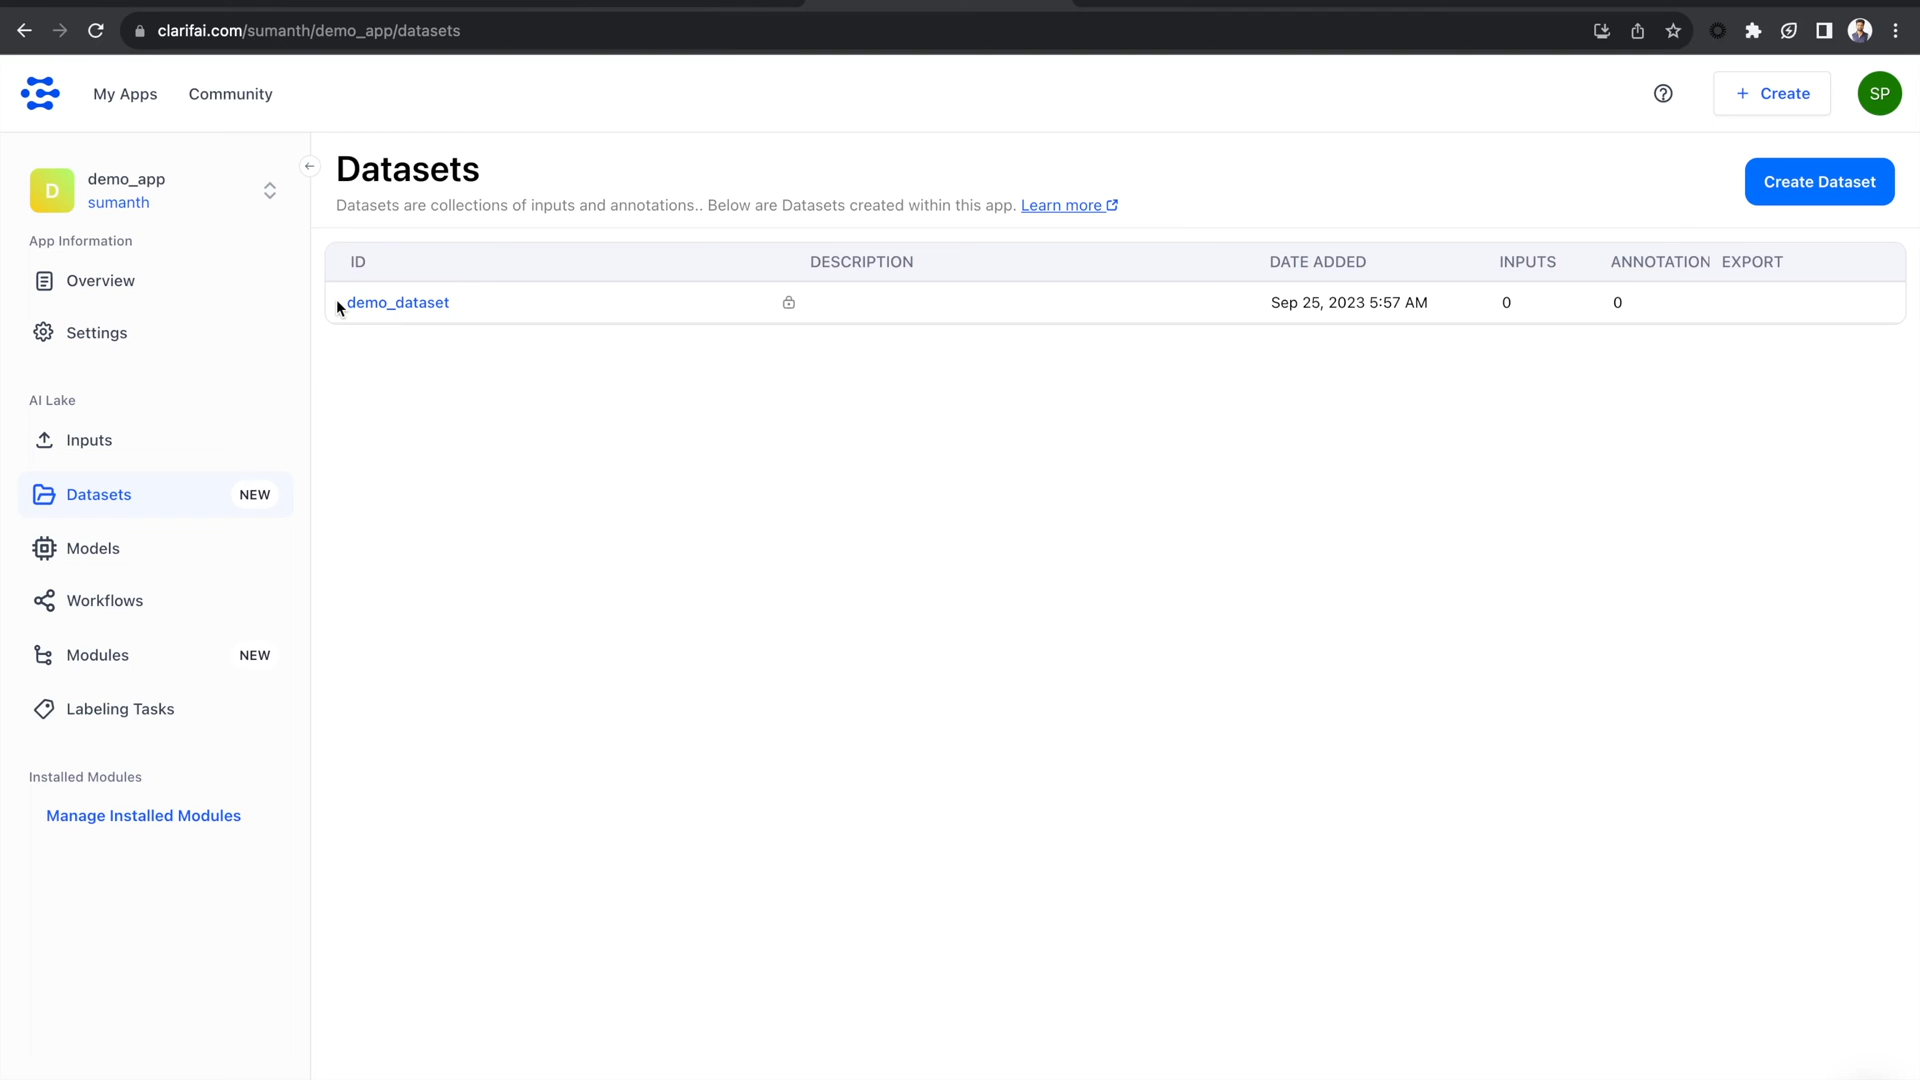 clarifai.com/sumanth/demo_app/datasets
My Apps
Community
+ Create
SP
D
demo_app
sumanth
App Information
Overview
Settings
AI Lake
Inputs
Datasets NEW
Models
Workflows
Modules NEW
Labeling Tasks
Installed Modules
Manage Installed Modules
Datasets
Datasets are collections of inputs and annotations.. Below are Datasets created within this app. Learn more
Create Dataset
ID DESCRIPTION DATE ADDED INPUTS ANNOTATION EXPORT
demo_dataset Sep 25, 2023 5:57 AM 0 0